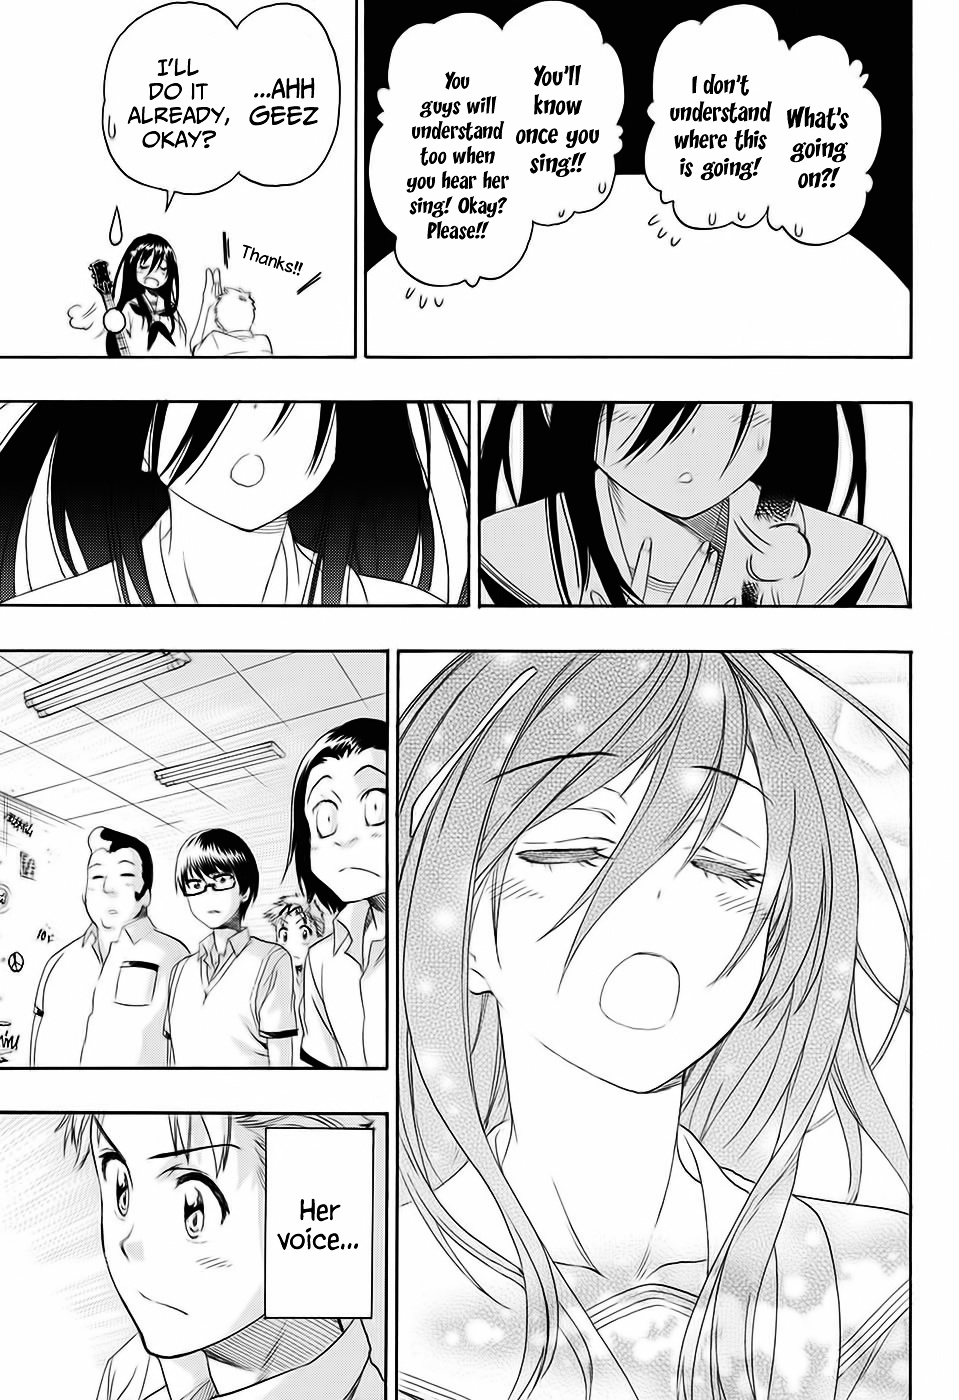 What's
going
on?!
I don't
understand
where this
is going!
You'll
know
once you
sing!!
You
guys will
understand
too when
you hear her
sing! Okay?
Please!!
...AHH
GEEZ
I'LL
DO IT
ALREADY,
OKAY?
Thanks!!
Her
voice...